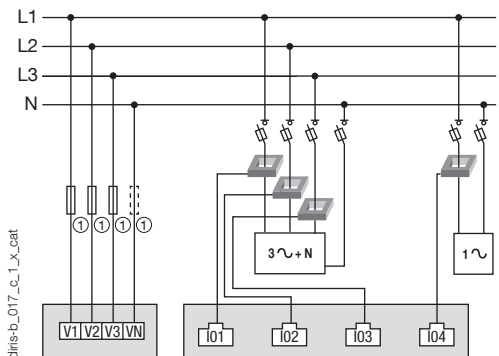 L1
L2
L3
N
1 1 1 1
3 ∿ + N
1 ∿
V1 V2 V3 VN
I01 I02 I03 I04
diris-b_017_c_1_x_cat